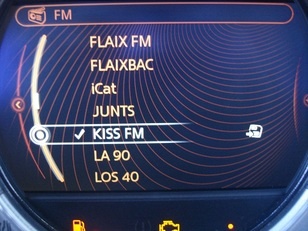 FM
FLAIX FM
FLAIXBAC
iCat
JUNTS
KISS FM
LA 90
LOS 40